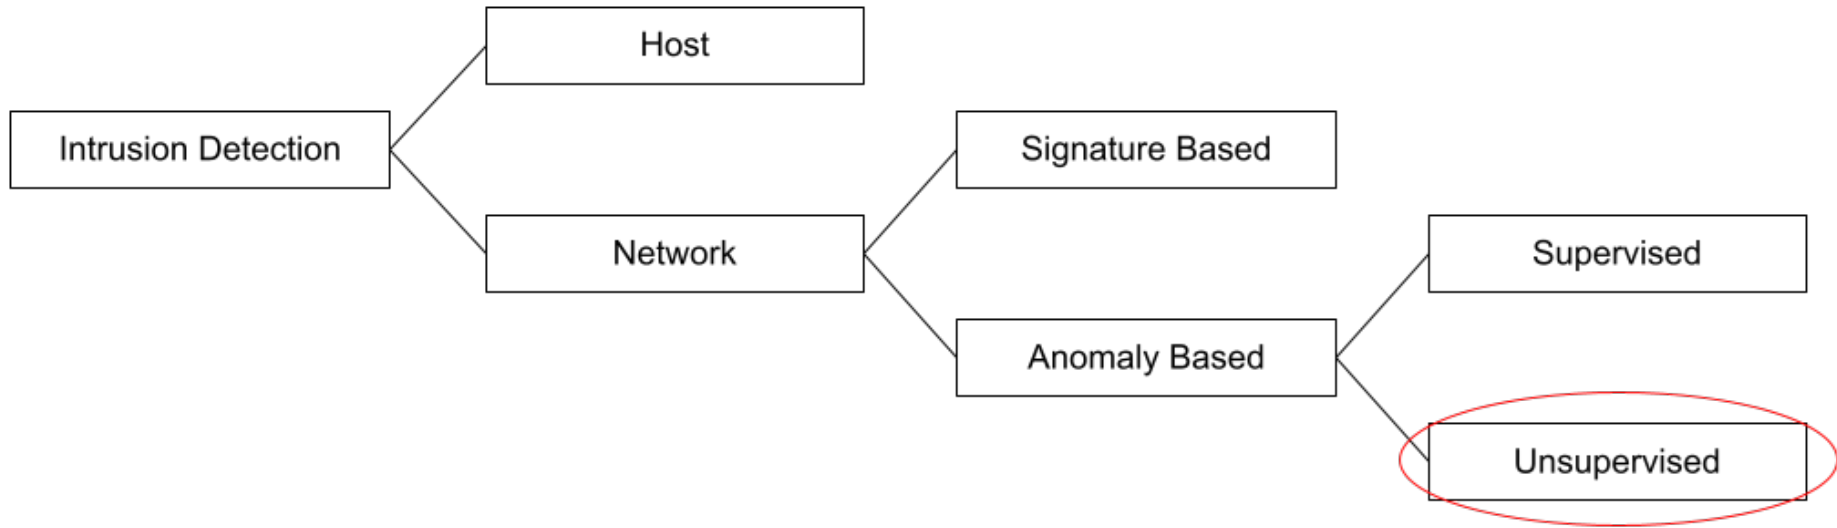 Host
Intrusion Detection
Signature Based
Network
Supervised
Anomaly Based
Unsupervised